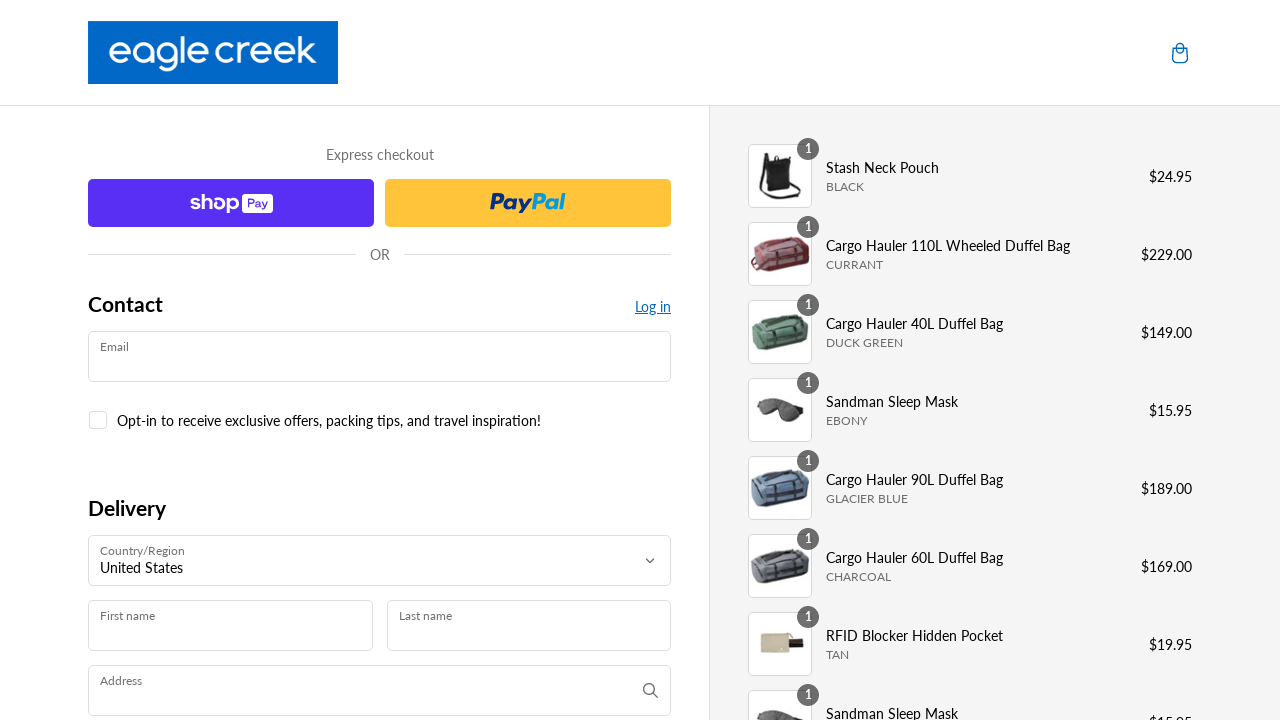 eagle creek
Express checkout
shop Pay
PayPal
OR
Contact
Log in
Email
Opt-in to receive exclusive offers, packing tips, and travel inspiration!
Delivery
Country/Region
United States
First name
Last name
Address
1
Stash Neck Pouch
BLACK
$24.95
1
Cargo Hauler 110L Wheeled Duffel Bag
CURRANT
$229.00
1
Cargo Hauler 40L Duffel Bag
DUCK GREEN
$149.00
1
Sandman Sleep Mask
EBONY
$15.95
1
Cargo Hauler 90L Duffel Bag
GLACIER BLUE
$189.00
1
Cargo Hauler 60L Duffel Bag
CHARCOAL
$169.00
1
RFID Blocker Hidden Pocket
TAN
$19.95
1
Sandman Sleep Mask